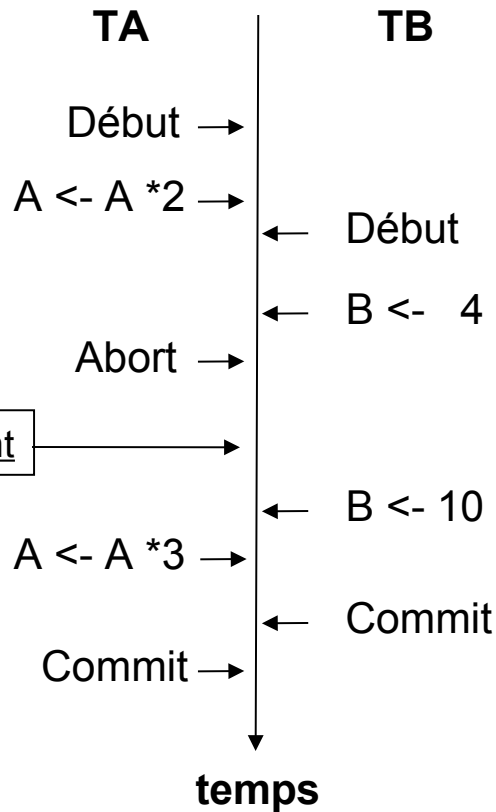 TA TB
Début
A <- A *2
Début
B <- 4
Abort
B <- 10
A <- A *3
Commit
Commit
temps